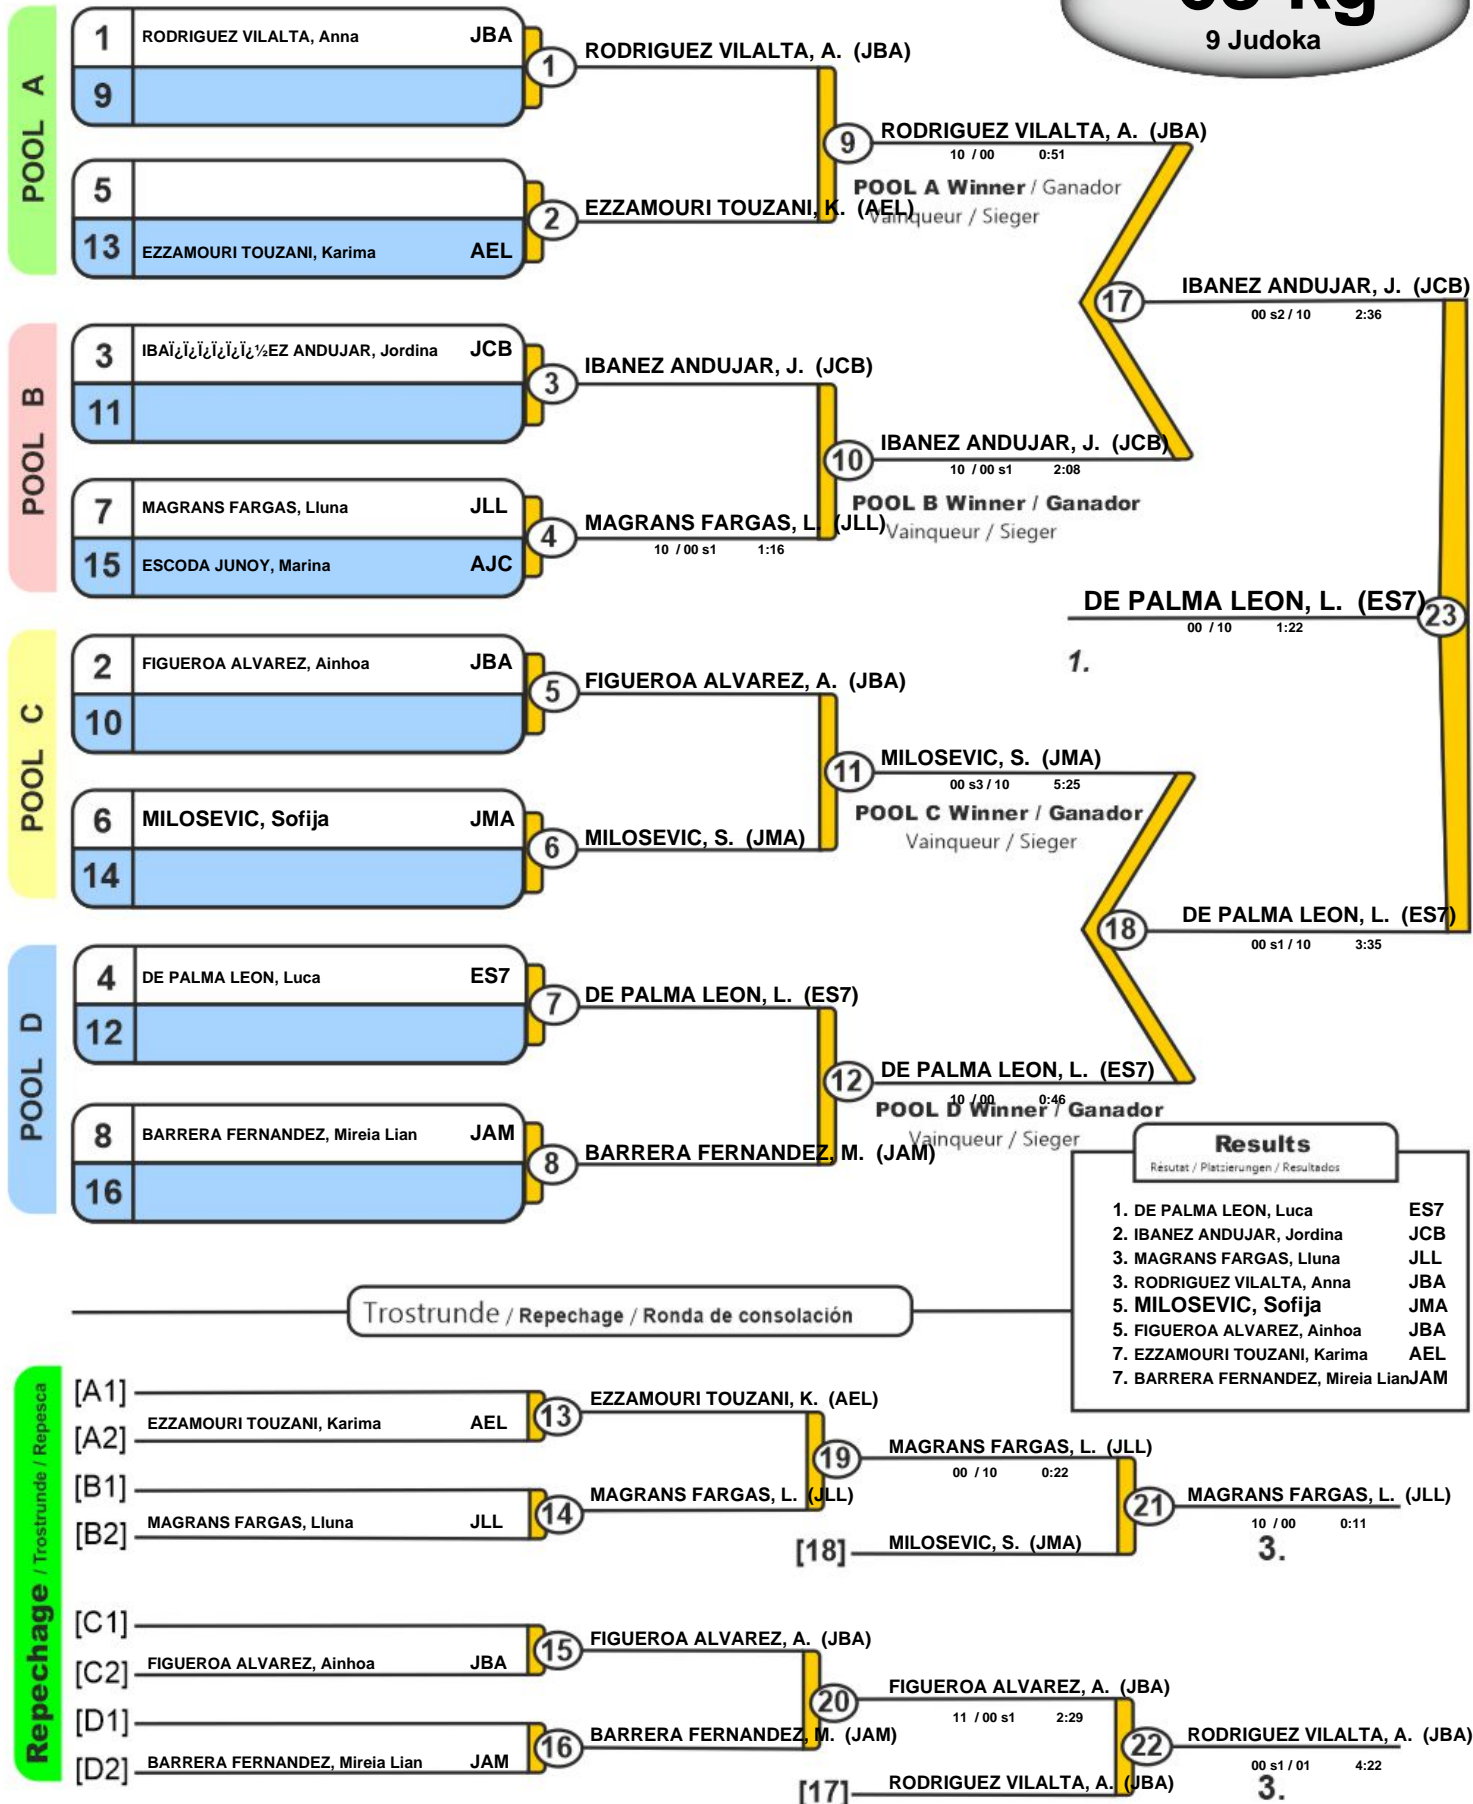 9 Judoka
POOL A
1 RODRIGUEZ VILALTA, Anna JBA
9
1
RODRIGUEZ VILALTA, A. (JBA)
5
13 EZZAMOURI TOUZANI, Karima AEL
2
EZZAMOURI TOUZANI, K. (AEL)
9
RODRIGUEZ VILALTA, A. (JBA)
10 / 00 0:51
POOL A Winner / Ganador
Vainqueur / Sieger
POOL B
3 IBAï¿ï¿ï¿ï¿ï¿½EZ ANDUJAR, Jordina JCB
11
3
IBANEZ ANDUJAR, J. (JCB)
7 MAGRANS FARGAS, Lluna JLL
15 ESCODA JUNOY, Marina AJC
4
MAGRANS FARGAS, L. (JLL)
10 / 00 s1 1:16
10
IBANEZ ANDUJAR, J. (JCB)
10 / 00 s1 2:08
POOL B Winner / Ganador
Vainqueur / Sieger
17
IBANEZ ANDUJAR, J. (JCB)
00 s2 / 10 2:36
DE PALMA LEON, L. (ES7)
23
00 / 10 1:22
1.
POOL C
2 FIGUEROA ALVAREZ, Ainhoa JBA
10
5
FIGUEROA ALVAREZ, A. (JBA)
6 MILOSEVIC, Sofija JMA
14
6
MILOSEVIC, S. (JMA)
11
MILOSEVIC, S. (JMA)
00 s3 / 10 5:25
POOL C Winner / Ganador
Vainqueur / Sieger
POOL D
4 DE PALMA LEON, Luca ES7
12
7
DE PALMA LEON, L. (ES7)
8 BARRERA FERNANDEZ, Mireia Lian JAM
16
8
BARRERA FERNANDEZ, M. (JAM)
12
DE PALMA LEON, L. (ES7)
10 / 00 0:46
POOL D Winner / Ganador
Vainqueur / Sieger
18
DE PALMA LEON, L. (ES7)
00 s1 / 10 3:35
Results
Résutat / Platzierungen / Resultados
1. DE PALMA LEON, Luca ES7
2. IBANEZ ANDUJAR, Jordina JCB
3. MAGRANS FARGAS, Lluna JLL
3. RODRIGUEZ VILALTA, Anna JBA
5. MILOSEVIC, Sofija JMA
5. FIGUEROA ALVAREZ, Ainhoa JBA
7. EZZAMOURI TOUZANI, Karima AEL
7. BARRERA FERNANDEZ, Mireia Lian JAM
Trostrunde / Repechage / Ronda de consolación
Repechage / Trostrunde / Repesca
[A1]
[A2] EZZAMOURI TOUZANI, Karima AEL
13
EZZAMOURI TOUZANI, K. (AEL)
[B1]
[B2] MAGRANS FARGAS, Lluna JLL
14
MAGRANS FARGAS, L. (JLL)
19
MAGRANS FARGAS, L. (JLL)
00 / 10 0:22
[18] MILOSEVIC, S. (JMA)
21
MAGRANS FARGAS, L. (JLL)
10 / 00 0:11
3.
[C1]
[C2] FIGUEROA ALVAREZ, Ainhoa JBA
15
FIGUEROA ALVAREZ, A. (JBA)
[D1]
[D2] BARRERA FERNANDEZ, Mireia Lian JAM
16
BARRERA FERNANDEZ, M. (JAM)
20
FIGUEROA ALVAREZ, A. (JBA)
11 / 00 s1 2:29
[17] RODRIGUEZ VILALTA, A. (JBA)
22
RODRIGUEZ VILALTA, A. (JBA)
00 s1 / 01 4:22
3.